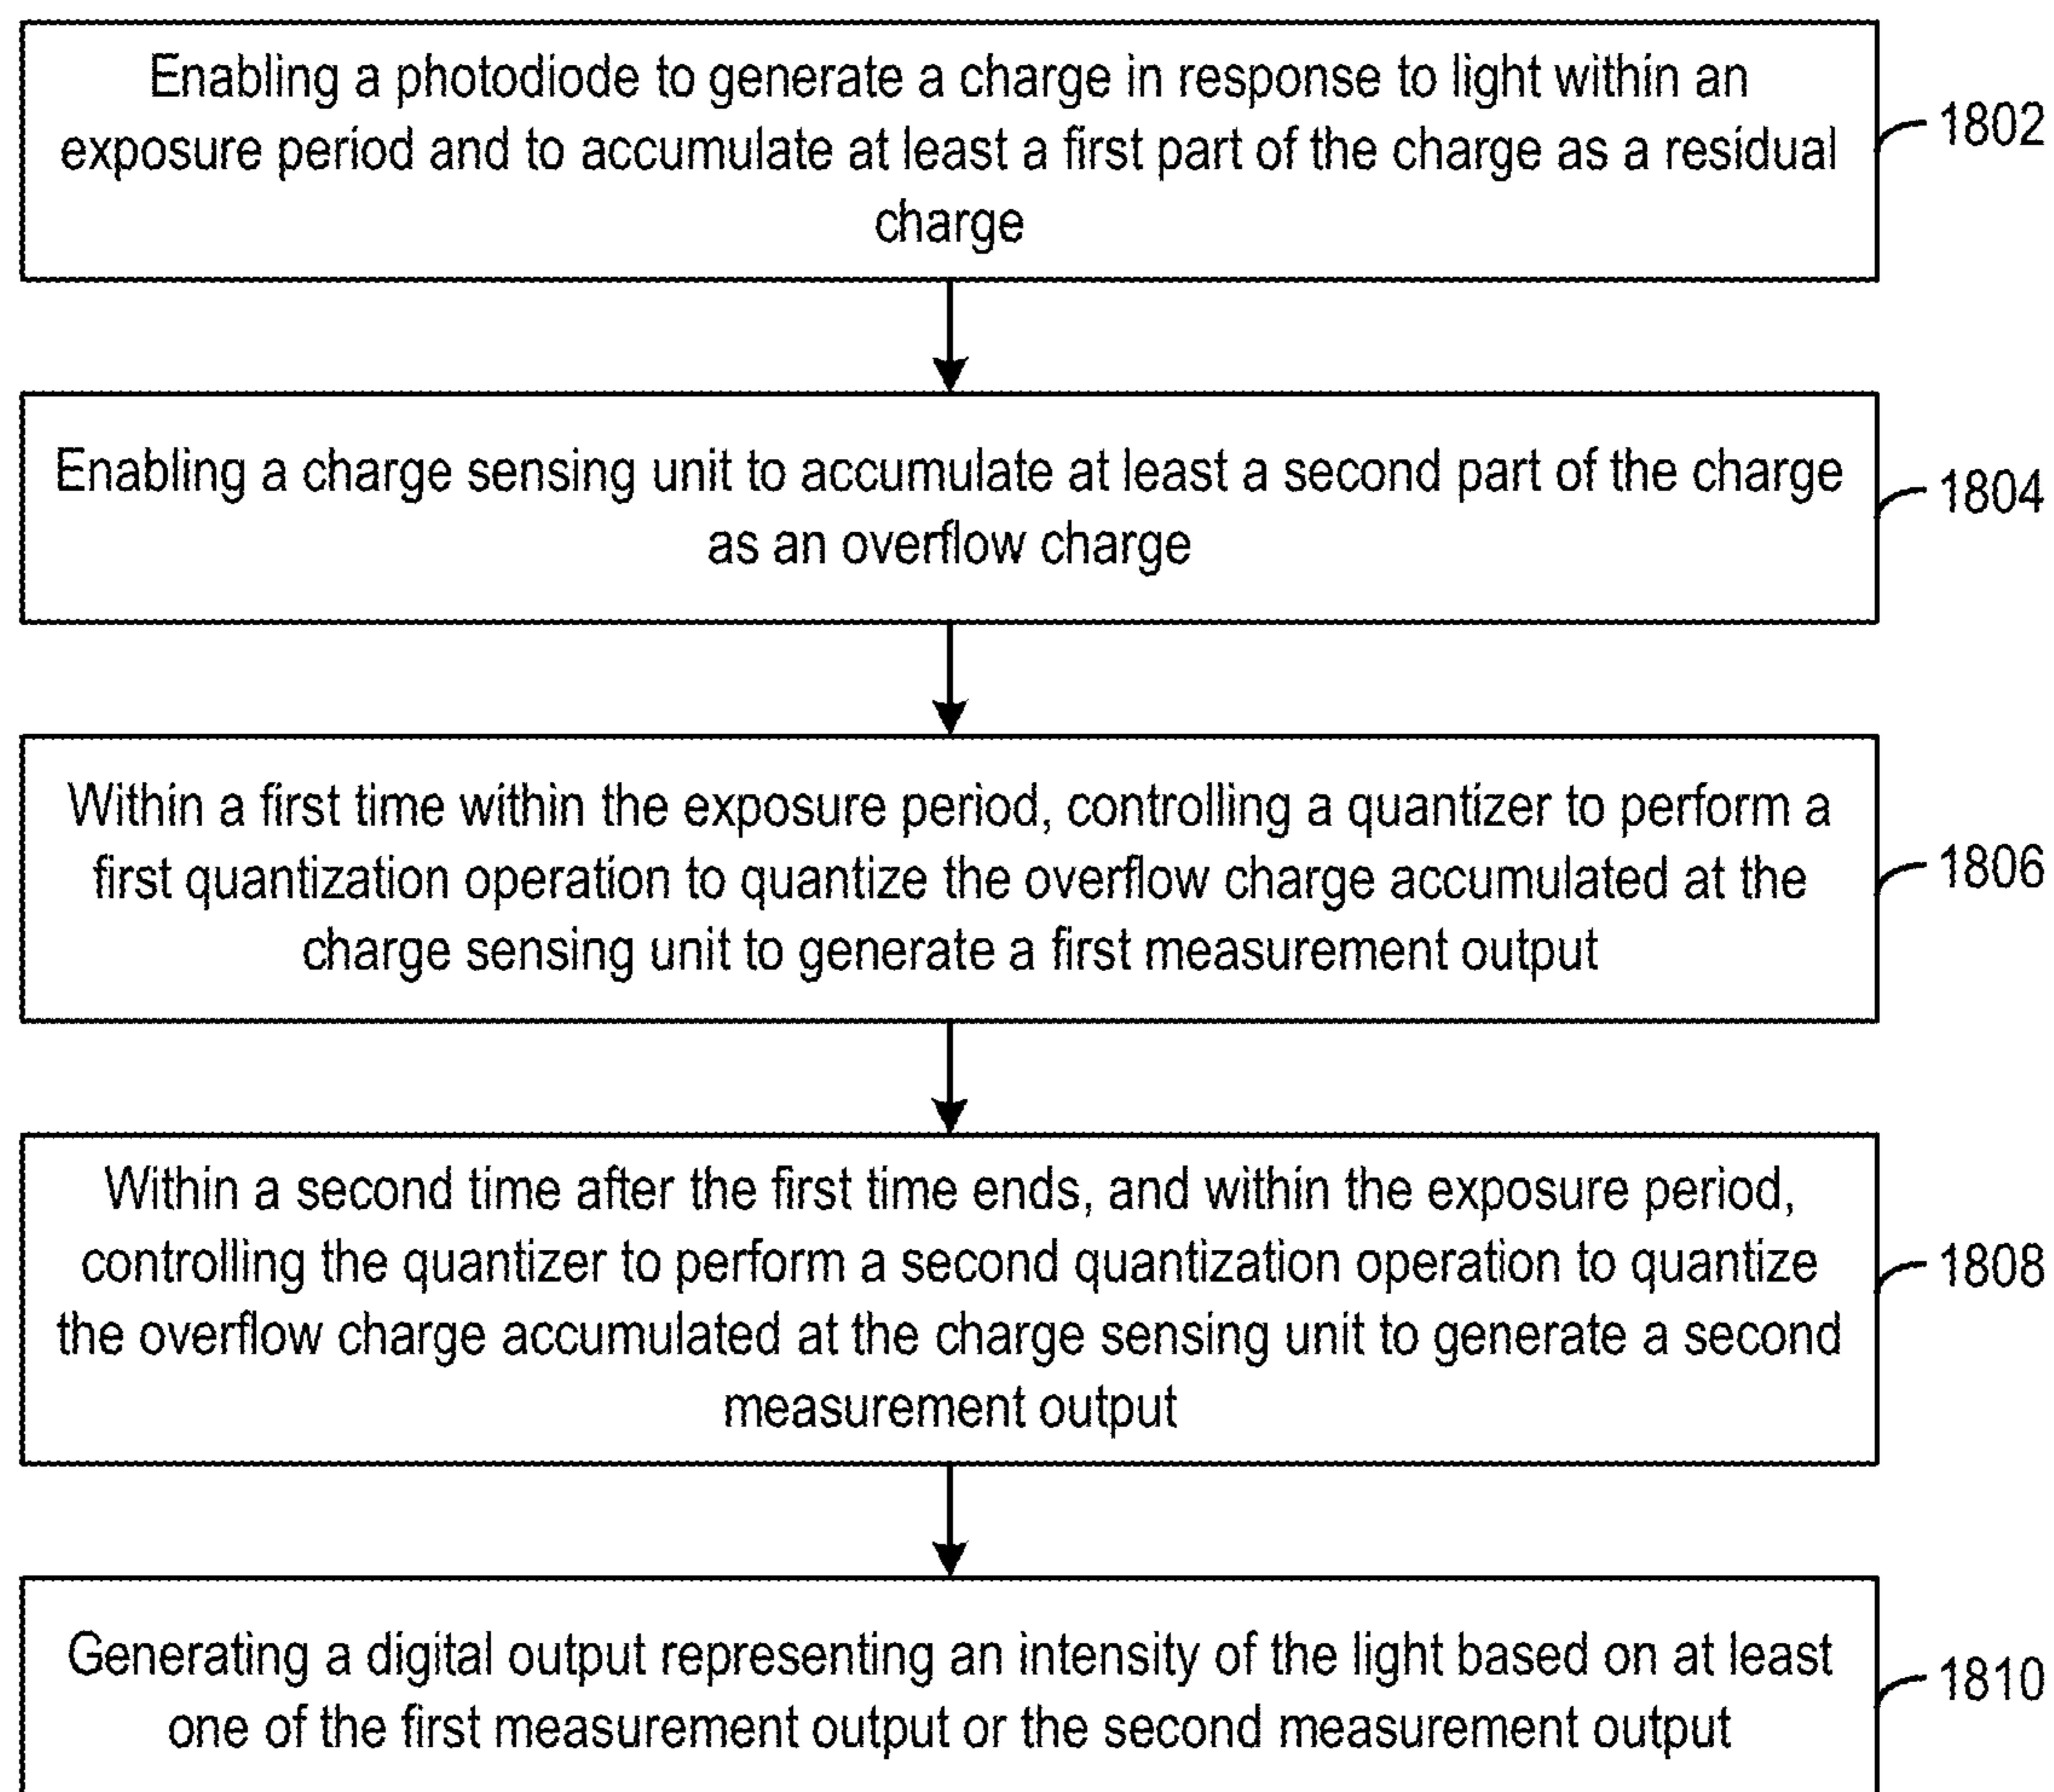 Enabling a photodiode to generate a charge in response to light within an
exposure period and to accumulate at least a first part of the charge as a residual
charge
1802
Enabling a charge sensing unit to accumulate at least a second part of the charge
as an overflow charge
1804
Within a first time within the exposure period, controlling a quantizer to perform a
first quantization operation to quantize the overflow charge accumulated at the
charge sensing unit to generate a first measurement output
1806
Within a second time after the first time ends, and within the exposure period,
controlling the quantizer to perform a second quantization operation to quantize
the overflow charge accumulated at the charge sensing unit to generate a second
measurement output
1808
Generating a digital output representing an intensity of the light based on at least
one of the first measurement output or the second measurement output
1810